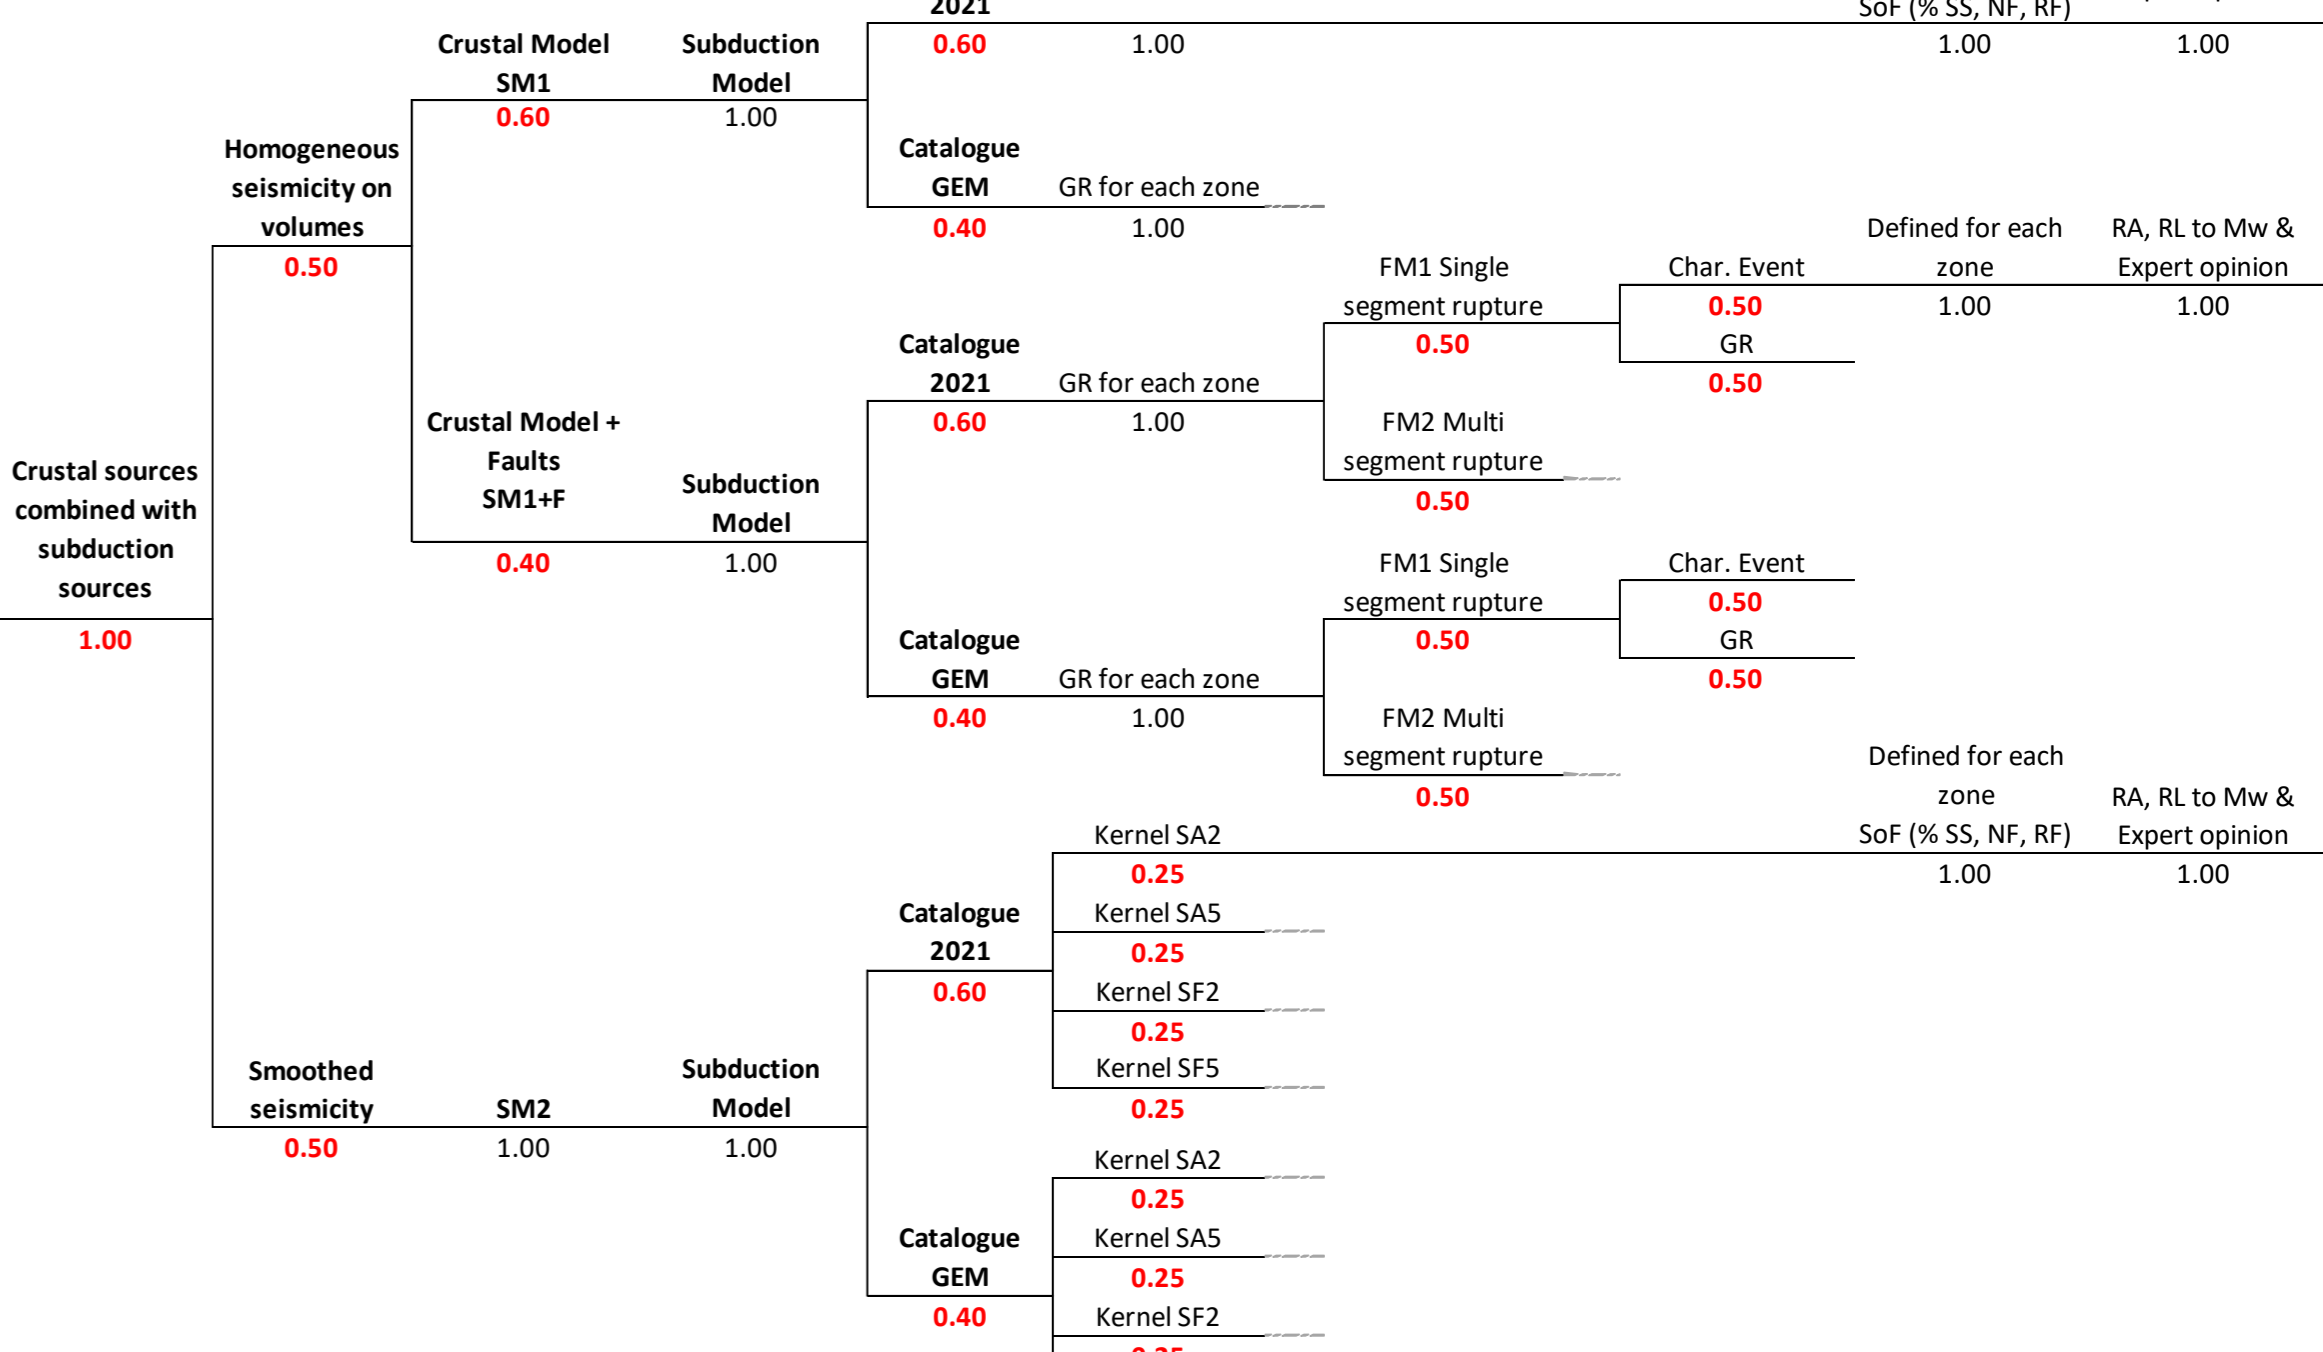 2021
SoF (% SS, NF, RF)
0.60
1.00
1.00
1.00
Crustal Model
SM1
0.60
Subduction
Model
1.00
Catalogue
GEM
0.40
GR for each zone
1.00
Homogeneous
seismicity on
volumes
0.50
Defined for each
zone
1.00
RA, RL to Mw &
Expert opinion
1.00
FM1 Single
segment rupture
0.50
Char. Event
0.50
GR
0.50
Catalogue
2021
0.60
GR for each zone
1.00
FM2 Multi
segment rupture
0.50
Crustal Model +
Faults
SM1+F
0.40
Subduction
Model
1.00
Crustal sources
combined with
subduction
sources
1.00
FM1 Single
segment rupture
0.50
Char. Event
0.50
GR
0.50
Catalogue
GEM
0.40
GR for each zone
1.00
FM2 Multi
segment rupture
0.50
Defined for each
zone
SoF (% SS, NF, RF)
1.00
RA, RL to Mw &
Expert opinion
1.00
Kernel SA2
0.25
Kernel SA5
0.25
Catalogue
2021
0.60
Kernel SF2
0.25
Kernel SF5
0.25
Smoothed
seismicity
0.50
SM2
1.00
Subduction
Model
1.00
Kernel SA2
0.25
Kernel SA5
0.25
Catalogue
GEM
0.40
Kernel SF2
0.25